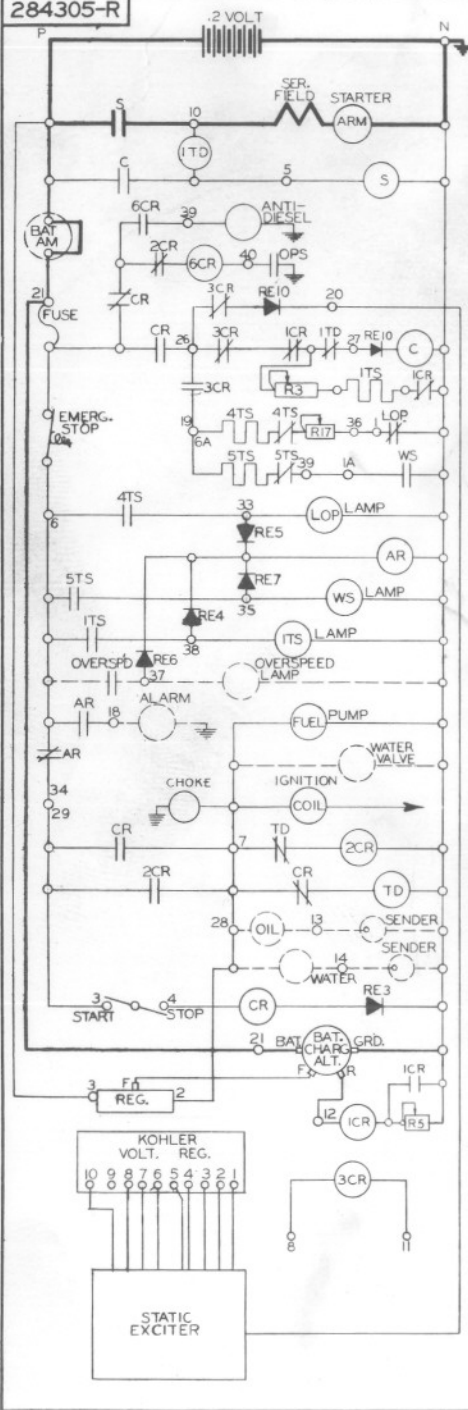 284305-R
P .2 VOLT N
SER.
FIELD STARTER
S 10 ARM
1TD
C 5 S
6CR 39 ANTI-
DIESEL
BAT
AM
2CR 6CR 40 OPS
21
FUSE
CR
3CR RE10 20
CR 26 3CR 1CR 1TD 27 RE10 C
R3 1TS 1CR
3CR
EMERG.
STOP
19 4TS 4TS R17 36 1 LOP
6A
5TS 5TS 39 1A WS
6 4TS 33 LOP LAMP
RE5
AR
5TS RE7
35 WS LAMP
RE4
1TS 38 1TS LAMP
OVERSPD RE6 37 OVERSPEED
LAMP
AR 18 ALARM FUEL PUMP
AR WATER
VALVE
34
29
CHOKE IGNITION
COIL
CR 7 TD 2CR
2CR CR TD
28 OIL 13 SENDER
WATER 14 SENDER
3 4 CR RE3
START STOP
21 BAT BAT.
CHARG
ALT. GRD.
F R
3 F 2
REG.
1CR
12 1CR R5
KOHLER
VOLT. REG.
10 9 8 7 6 5 4 3 2 1
3CR
8 11
STATIC
EXCITER